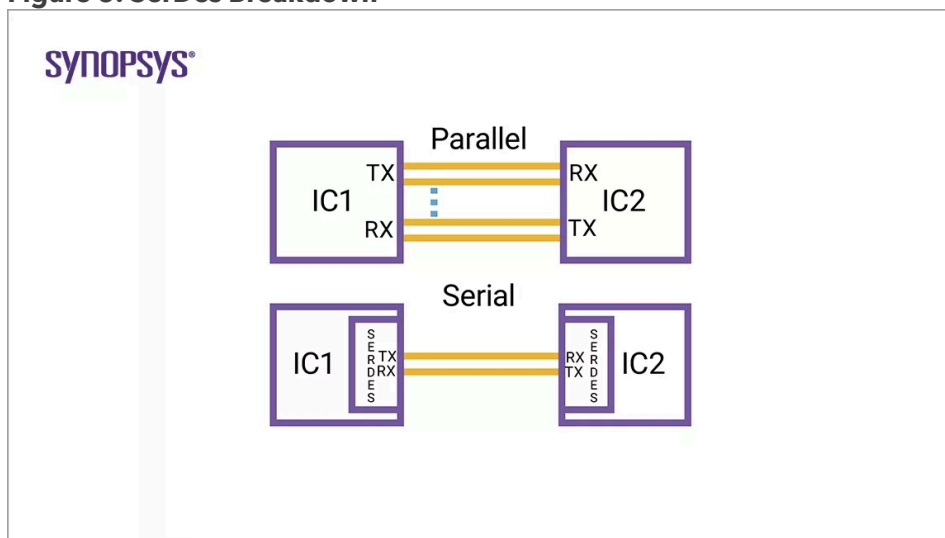 Figure 3: SerDes Breakdown
SYNOPSYS®
Parallel
TX
RX
IC1
IC2
RX
TX
Serial
IC1
SERDES
TX
RX
RX
TX
SERDES
IC2